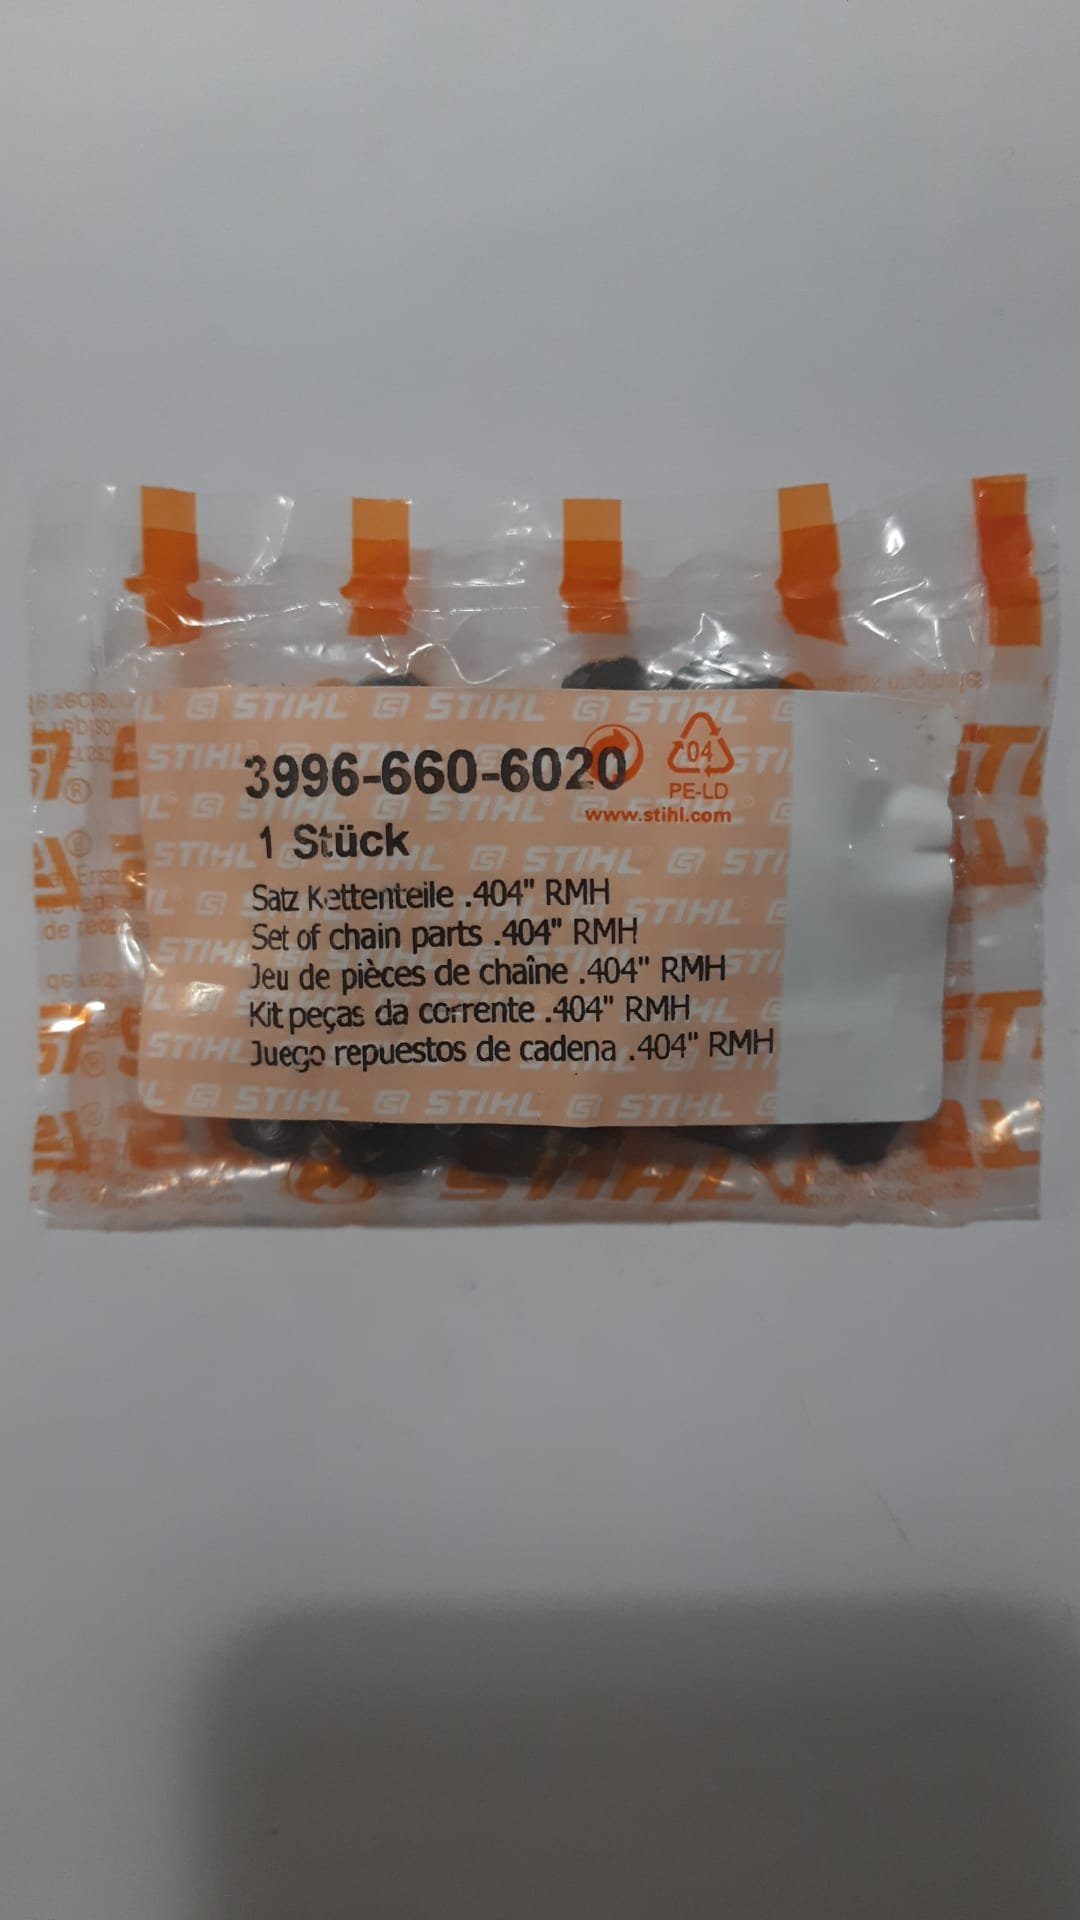 STIHL STIHL STIHL
3996-660-6020
04
PE-LD
www.stihl.com
1 Stück
Satz Kettenteile .404" RMH
Set of chain parts .404" RMH
Jeu de pièces de chaîne .404" RMH
Kit peças da corrente .404" RMH
Juego repuestos de cadena .404" RMH
STIHL STIHL STIHL
STIHL